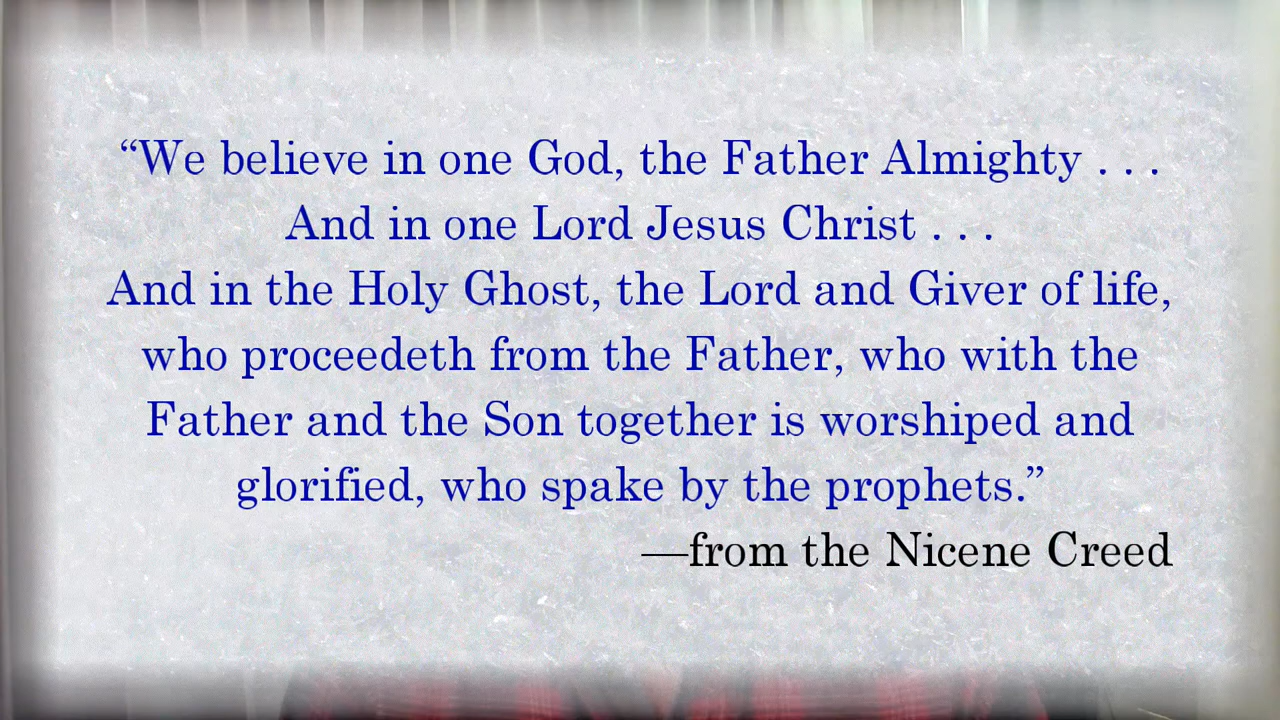 “We believe in one God, the Father Almighty . . .
And in one Lord Jesus Christ . . .
And in the Holy Ghost, the Lord and Giver of life,
who proceedeth from the Father, who with the
Father and the Son together is worshiped and
glorified, who spake by the prophets.”
—from the Nicene Creed